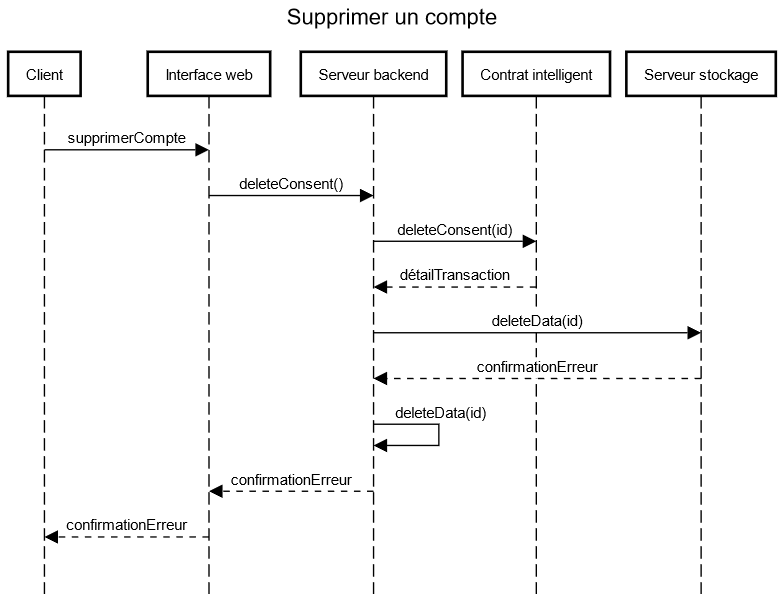 Supprimer un compte
Client
Interface web
Serveur backend
Contrat intelligent
Serveur stockage
supprimerCompte
deleteConsent()
deleteConsent(id)
détailTransaction
deleteData(id)
confirmationErreur
deleteData(id)
confirmationErreur
confirmationErreur